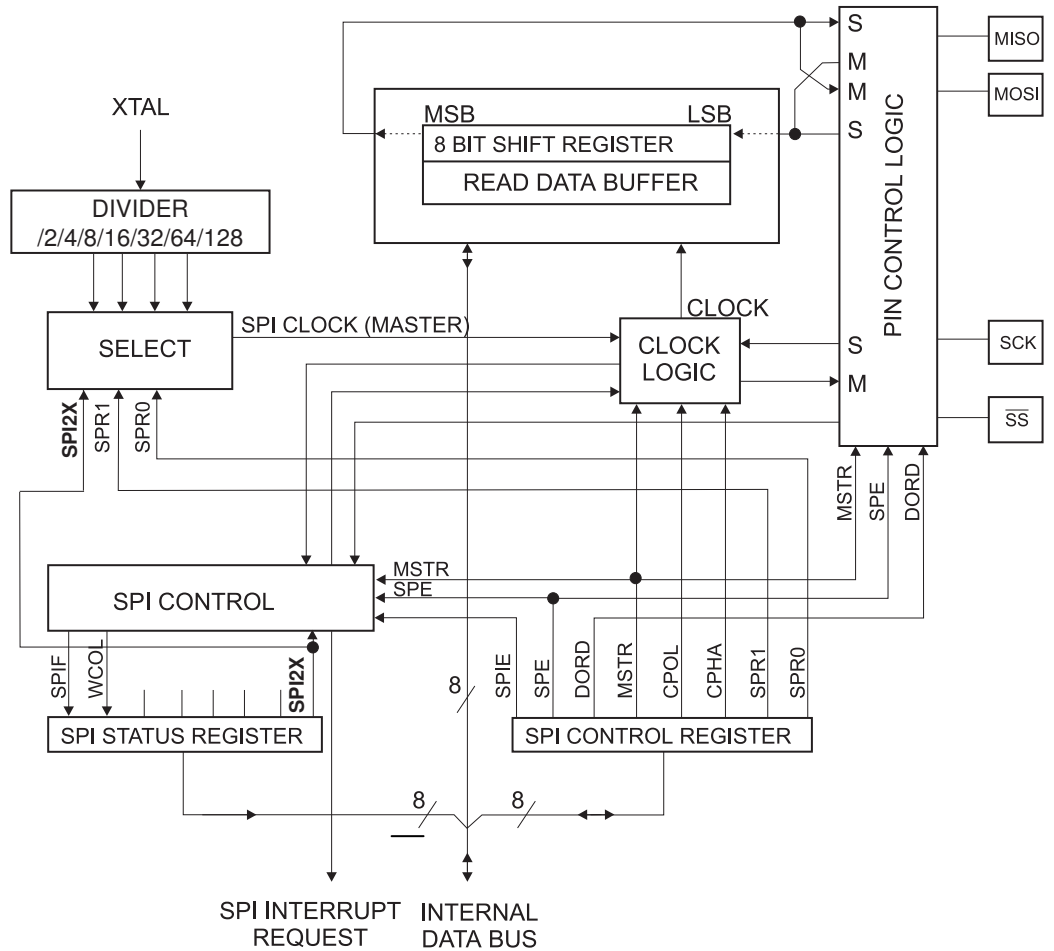 S
MISO
M
M
MOSI
XTAL
MSB
LSB
S
8 BIT SHIFT REGISTER
READ DATA BUFFER
PIN CONTROL LOGIC
DIVIDER
/2/4/8/16/32/64/128
SPI CLOCK (MASTER)
CLOCK
SELECT
CLOCK
LOGIC
S
SCK
M
SS
SPI2X
SPR1
SPR0
MSTR
SPE
DORD
MSTR
SPE
SPI CONTROL
SPIF
WCOL
SPI2X
8
SPIE
SPE
DORD
MSTR
CPOL
CPHA
SPR1
SPR0
SPI STATUS REGISTER
SPI CONTROL REGISTER
8
8
SPI INTERRUPT
REQUEST
INTERNAL
DATA BUS